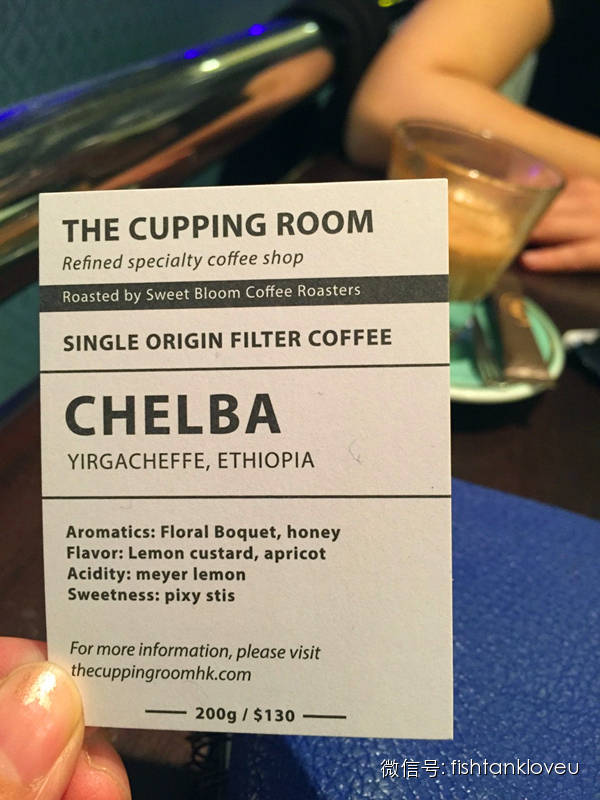 THE CUPPING ROOM
Refined specialty coffee shop
Roasted by Sweet Bloom Coffee Roasters
SINGLE ORIGIN FILTER COFFEE
CHELBA
YIRGACHEFFE, ETHIOPIA
Aromatics: Floral Boquet, honey
Flavor: Lemon custard, apricot
Acidity: meyer lemon
Sweetness: pixy stis
For more information, please visit
thecuppingroomhk.com
200g / $130
微信号: fishtankloveu